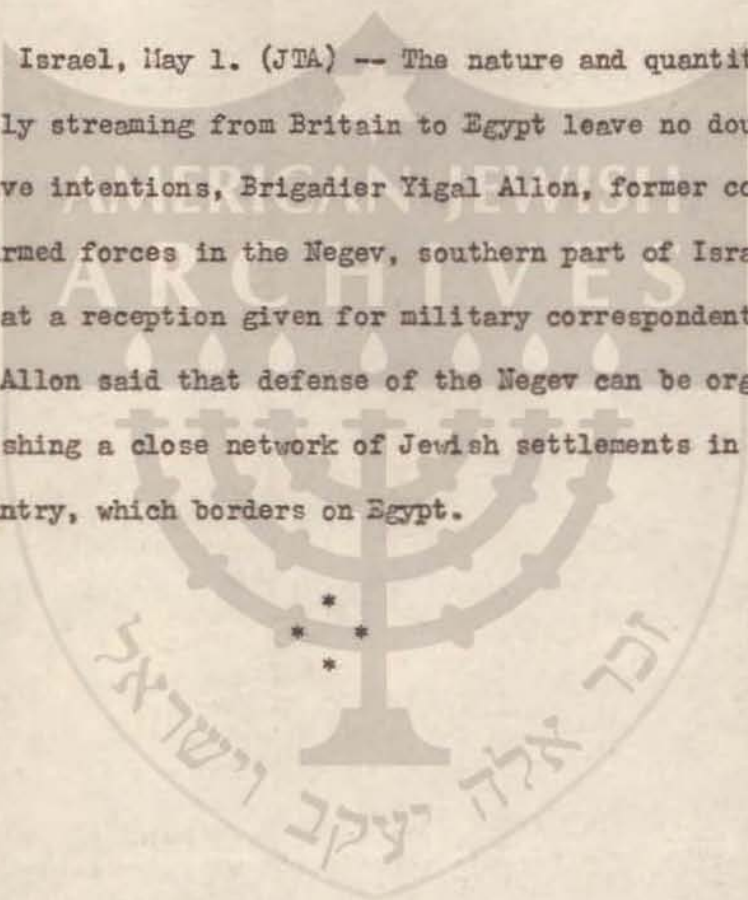 Israel, May 1. (JTA) -- The nature and quantit
ly streaming from Britain to Egypt leave no dou
ve intentions, Brigadier Yigal Allon, former co
rmed forces in the Negev, southern part of Isra
at a reception given for military correspondent
Allon said that defense of the Negev can be org
shing a close network of Jewish settlements in
ntry, which borders on Egypt.
*
* *
*
AMERICAN JEWISH
ARCHIVES
זכר אלה יעקב וישראל